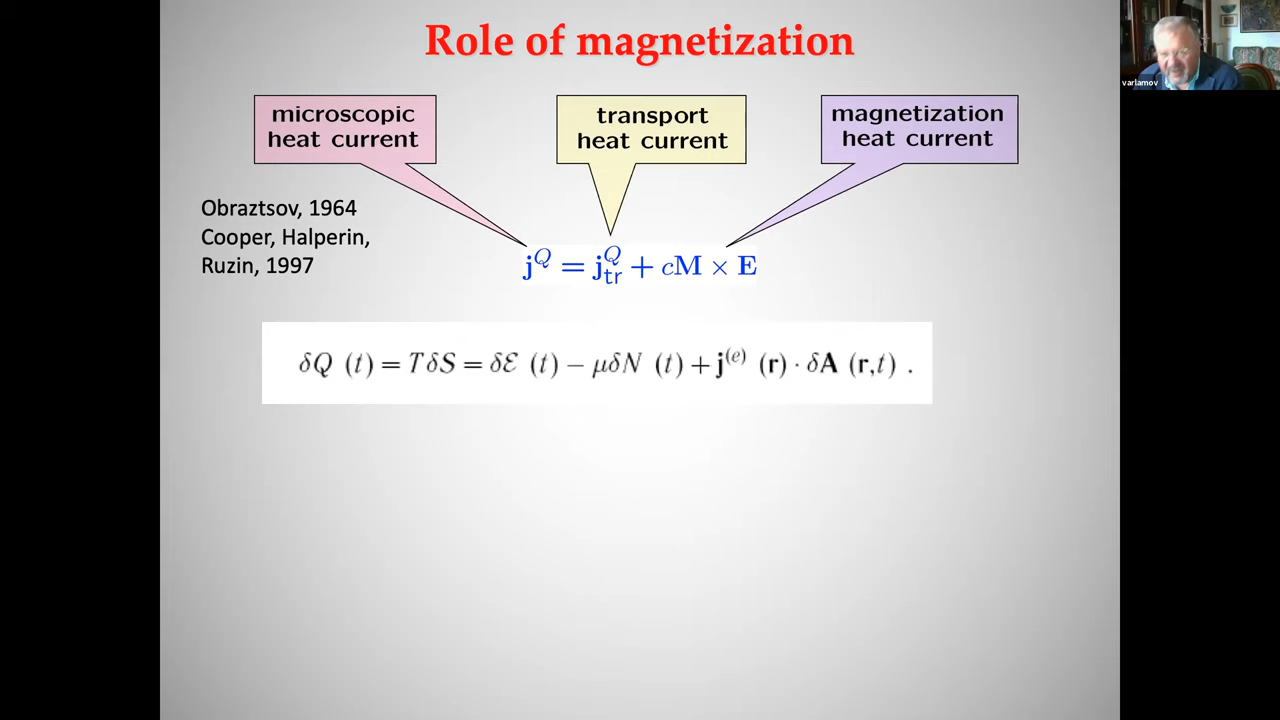 Role of magnetization
varlamov
microscopic
heat current
transport
heat current
magnetization
heat current
Obraztsov, 1964
Cooper, Halperin,
Ruzin, 1997
j^Q = j_tr^Q + cM × E
δQ (t) = TδS = δℰ (t) − μδN (t) + j^(e) (r) · δA (r,t) .